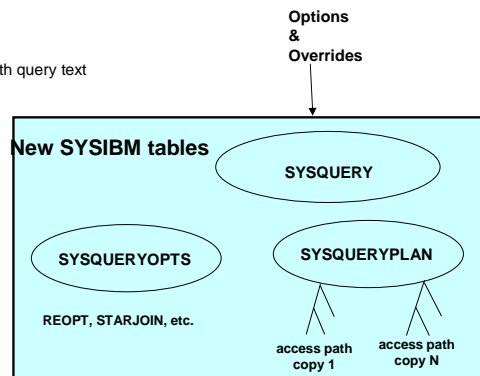 Options
&
Overrides
th query text
New SYSIBM tables
SYSQUERY
SYSQUERYOPTS
SYSQUERYPLAN
REOPT, STARJOIN, etc.
access path
copy 1
access path
copy N